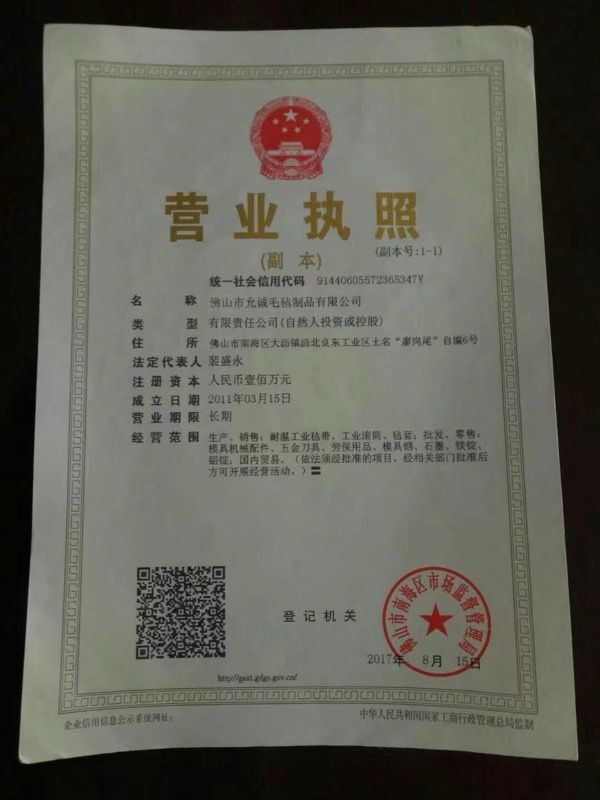 营业执照
(副本)
(副本号:1-1)
统一社会信用代码 91440605572365347Y
名称 佛山市允诚毛毡制品有限公司
类型 有限责任公司(自然人投资或控股)
住所 佛山市南海区大沥镇沥北良东工业区土名“廖岗尾”自编6号
法定代表人 裴盛永
注册资本 人民币壹佰万元
成立日期 2011年03月15日
营业期限 长期
经营范围 生产、销售:耐温工业毡带、工业滚筒、毡套;批发、零售:
模具机械配件、五金刀具、劳保用品、模具钢、石墨、镁锭、
铝锭;国内贸易。(依法须经批准的项目,经相关部门批准后
方可开展经营活动。)〓
登记机关
佛山市南海区市场监督管理局
2017年 8月 15日
http://gsxt.gdgs.gov.cn/
企业信用信息公示系统网址:
中华人民共和国国家工商行政管理总局监制